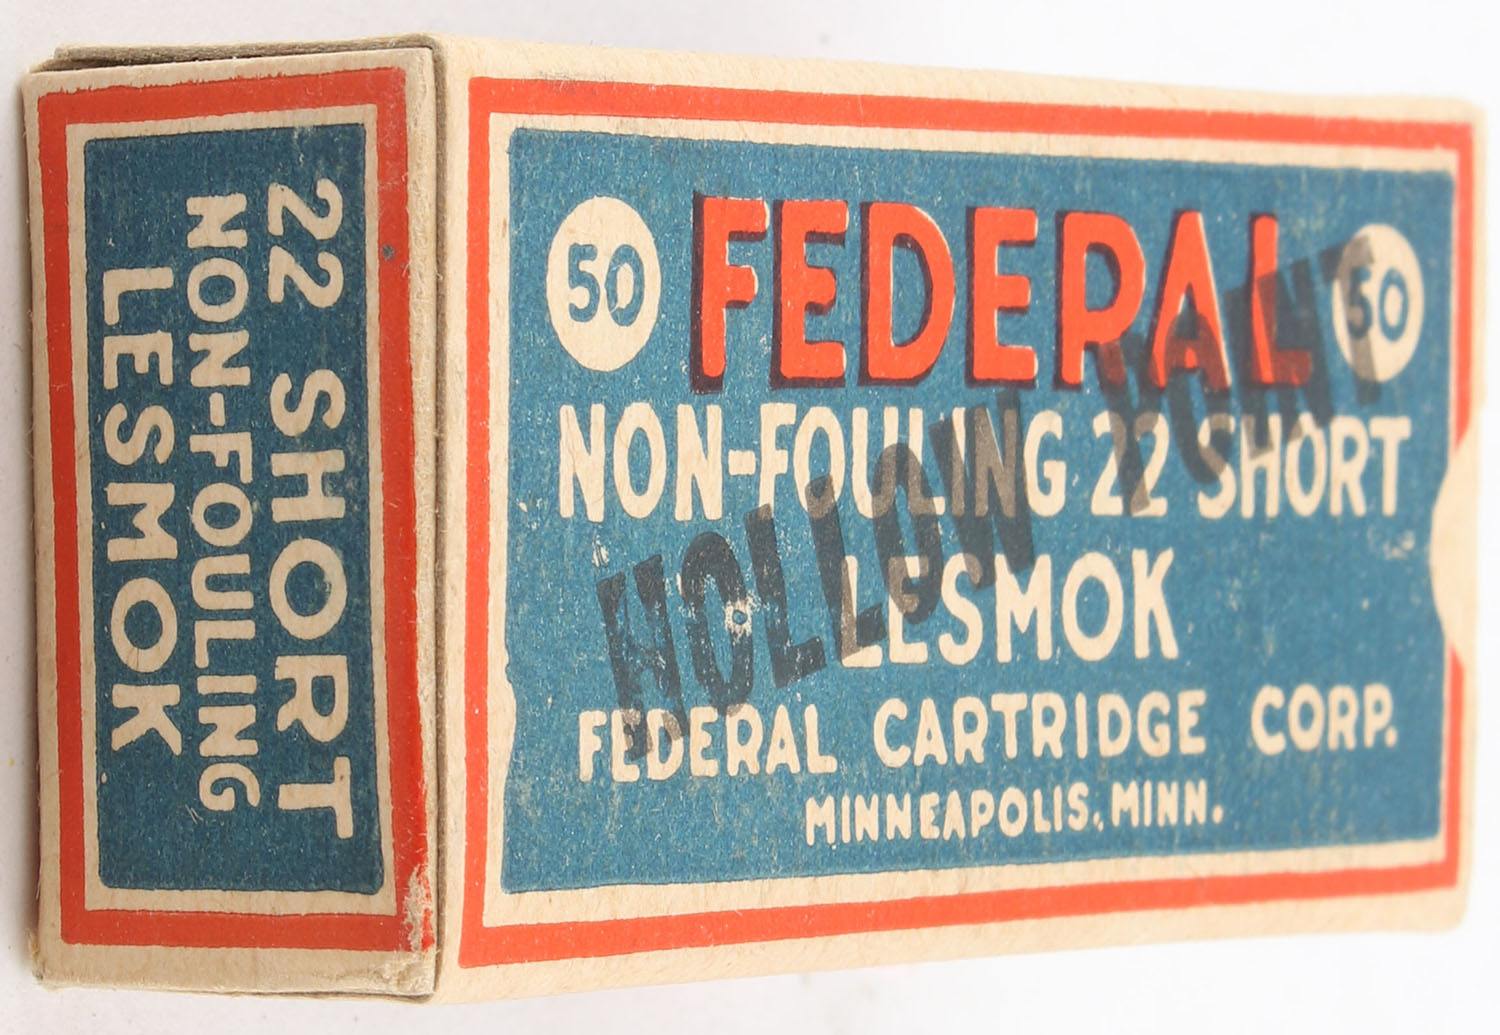 50 FEDERAL 50
NON-FOULING 22 SHORT
LESMOK
FEDERAL CARTRIDGE CORP.
MINNEAPOLIS, MINN.
HOLLOW POINT
22 SHORT
NON-FOULING
LESMOK